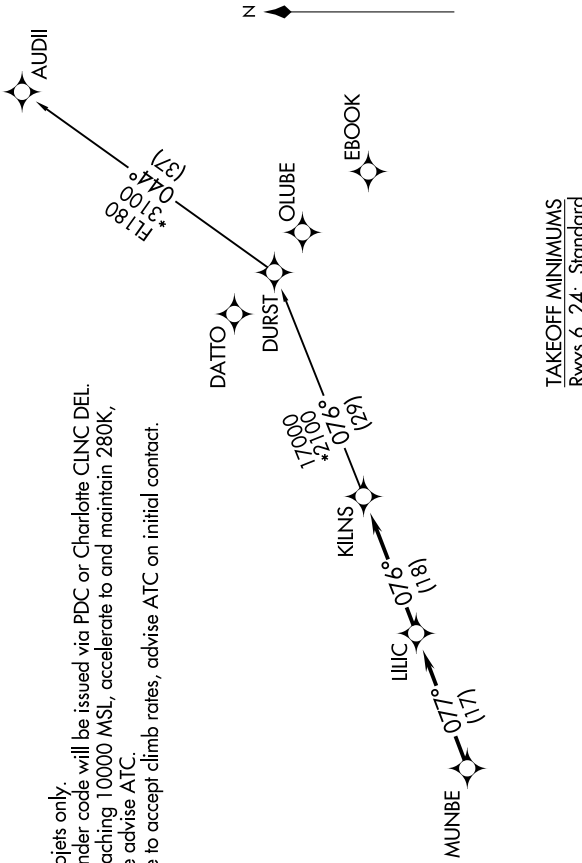 ojets only.
nder code will be issued via PDC or Charlotte CLNC DEL.
aching 10000 MSL, accelerate to and maintain 280K,
e advise ATC.
e to accept climb rates, advise ATC on initial contact.
N
AUDII
FL180
*3100
044°
(37)
EBOOK
OLUBE
DURST
DATTO
17000
*2100
076°
(29)
KILNS
076°
(18)
LILIC
077°
(17)
MUNBE
TAKEOFF MINIMUMS
Rwys 6, 24: Standard